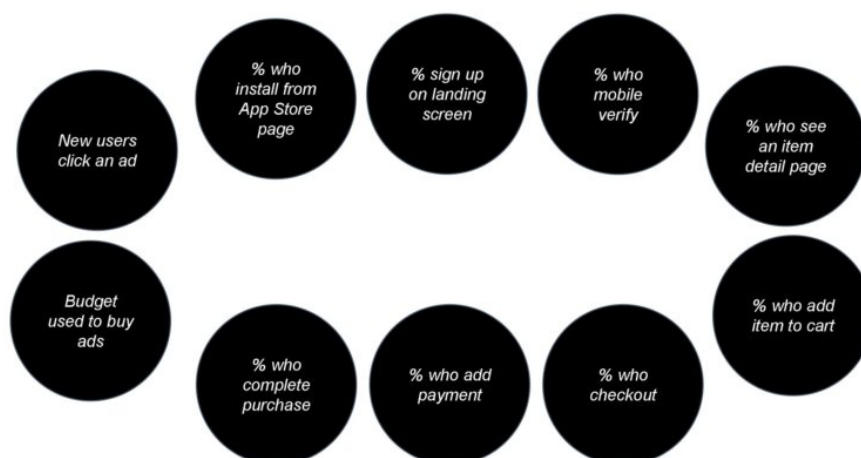 New users
click an ad
% who
install from
App Store
page
% sign up
on landing
screen
% who
mobile
verify
% who see
an item
detail page
% who add
item to cart
% who
checkout
% who add
payment
% who
complete
purchase
Budget
used to buy
ads